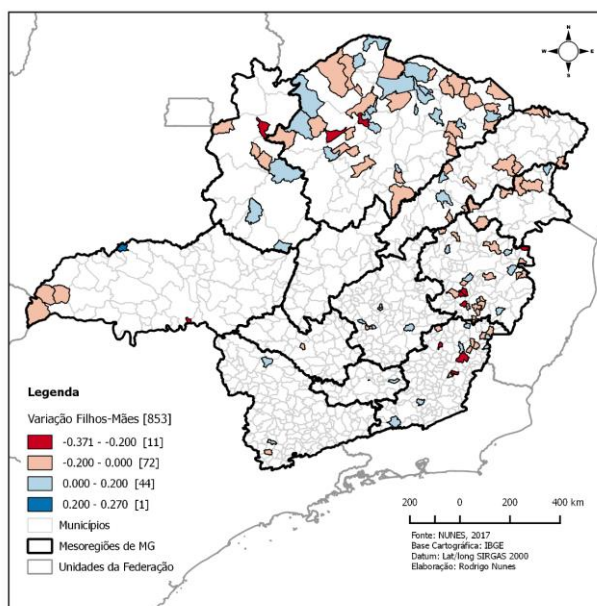 N
W E
S
Legenda
Variação Filhos-Mães [853]
-0.371 - -0.200 [11]
-0.200 - 0.000 [72]
0.000 - 0.200 [44]
0.200 - 0.270 [1]
Municípios
Mesoregiões de MG
Unidades da Federação
200 0 200 400 km
Fonte: NUNES, 2017
Base Cartográfica: IBGE
Datum: Lat/long SIRGAS 2000
Elaboração: Rodrigo Nunes